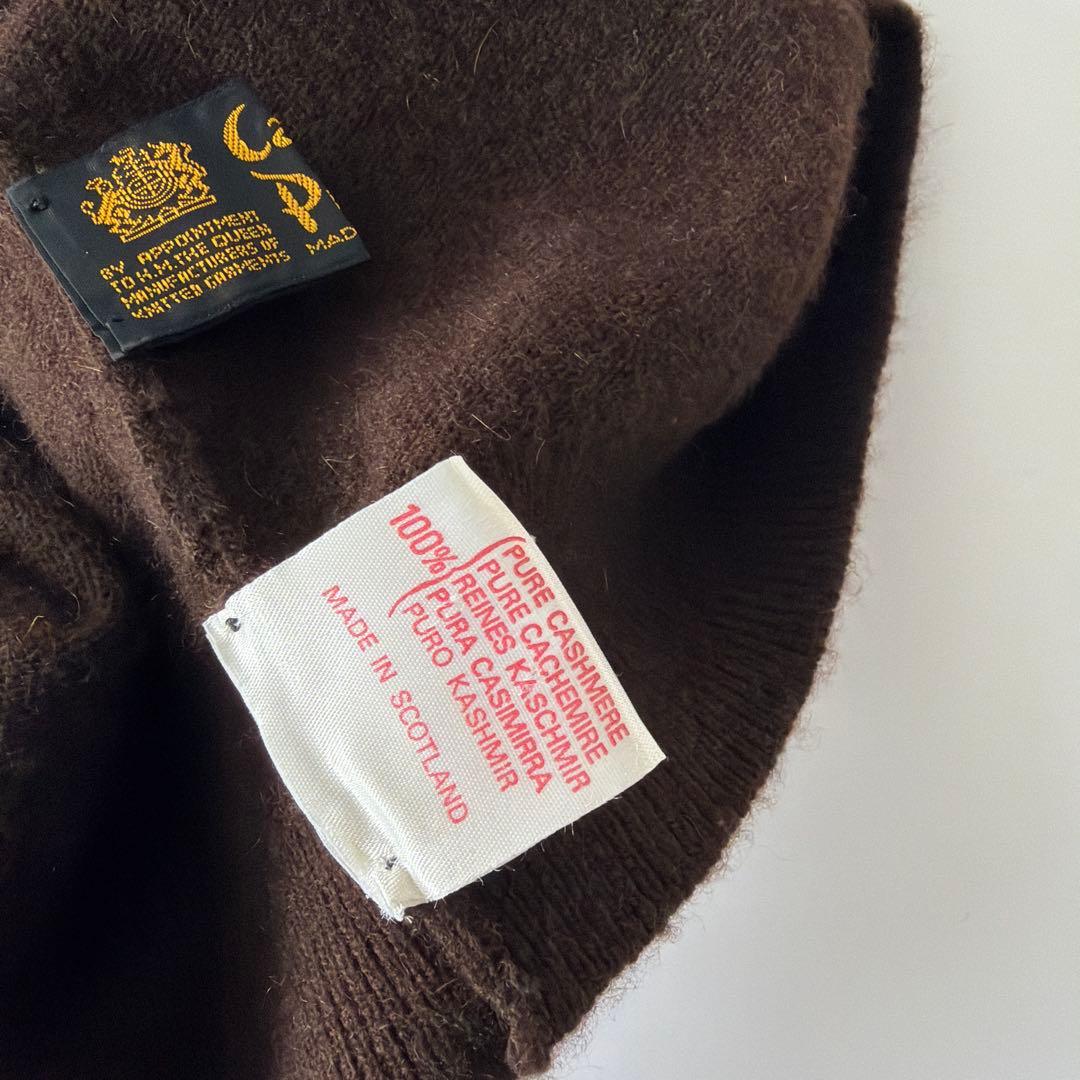 Ca
P
BY APPOINTMENT
TO H.M. THE QUEEN
MANUFACTURERS OF
KNITTED GARMENTS
MAD
100%
PURE CASHMERE
PURE CACHEMIRE
REINES KASCHMIR
PURA CASIMIRRA
PURO KASHMIR
MADE IN SCOTLAND